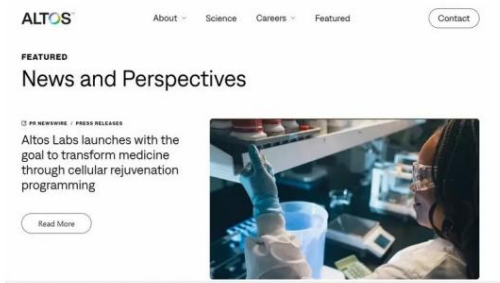 ALTOS
About
Science
Careers
Featured
Contact
FEATURED
News and Perspectives
PR NEWSWIRE / PRESS RELEASES
Altos Labs launches with the
goal to transform medicine
through cellular rejuvenation
programming
Read More